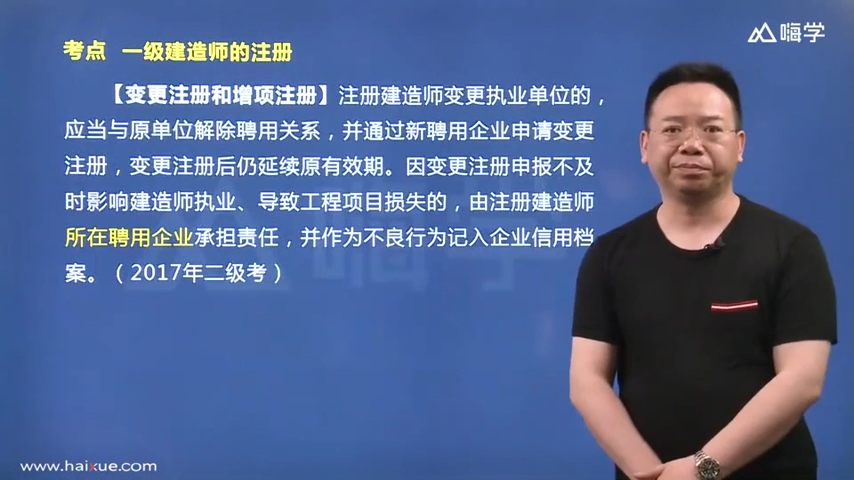 考点 一级建造师的注册
嗨学
【变更注册和增项注册】注册建造师变更执业单位的，
应当与原单位解除聘用关系，并通过新聘用企业申请变更
注册，变更注册后仍延续原有效期。因变更注册申报不及
时影响建造师执业、导致工程项目损失的，由注册建造师
所在聘用企业承担责任，并作为不良行为记入企业信用档
案。（2017年二级考）
www.haixue.com